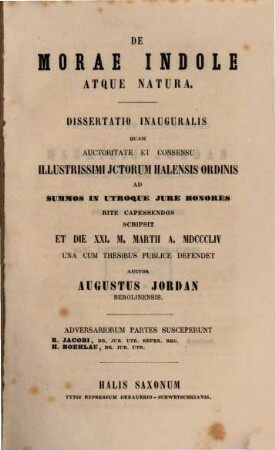 DE
MORAE INDOLE
ATQUE NATURA.
DISSERTATIO INAUGURALIS
QUAM
AUCTORITATE ET CONSENSU
ILLUSTRISSIMI JCTORUM HALENSIS ORDINIS
AD
SUMMOS IN UTROQUE JURE HONORES
RITE CAPESSENDOS
SCRIPSIT
ET DIE XXI. M. MARTII A. MDCCCLIV
UNA CUM THESIBUS PUBLICE DEFENDET
AUCTOR
AUGUSTUS JORDAN
BEROLINENSIS.
ADVERSARIORUM PARTES SUSCEPERUNT
R. JACOBI, DR. JUR. UTR. REFER. REG.
H. BOEHLAU, DR. JUR. UTR.
HALIS SAXONUM
TYPIS EXPRESSUM GEBAUERIO-SCHWETSCHKIANIS.